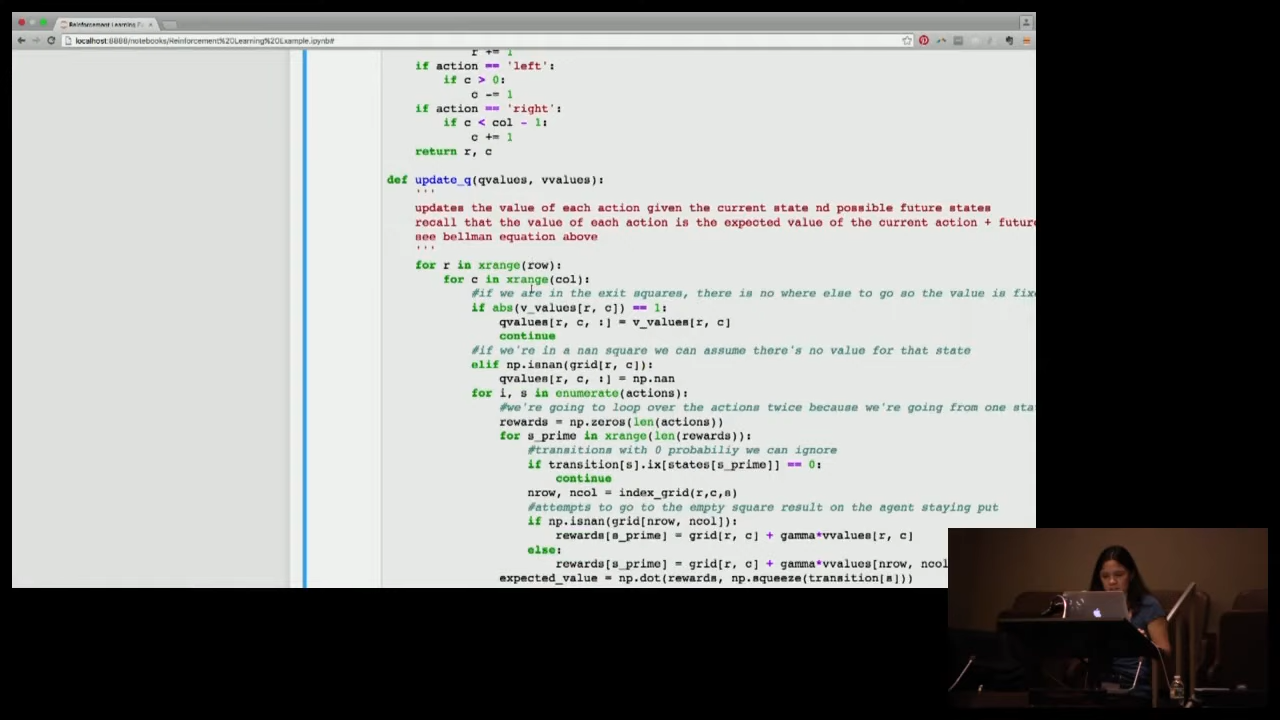 Reinforcement Learning Ex
localhost:8888/notebooks/Reinforcement%20Learning%20Example.ipynb#
r += 1
if action == 'left':
if c > 0:
c -= 1
if action == 'right':
if c < col - 1:
c += 1
return r, c
def update_q(qvalues, vvalues):
'''
updates the value of each action given the current state nd possible future states
recall that the value of each action is the expected value of the current action + future
see bellman equation above
'''
for r in xrange(row):
for c in xrange(col):
#if we are in the exit squares, there is no where else to go so the value is fixe
if abs(v_values[r, c]) == 1:
qvalues[r, c, :] = v_values[r, c]
continue
#if we're in a nan square we can assume there's no value for that state
elif np.isnan(grid[r, c]):
qvalues[r, c, :] = np.nan
for i, s in enumerate(actions):
#we're going to loop over the actions twice because we're going from one sta
rewards = np.zeros(len(actions))
for s_prime in xrange(len(rewards)):
#transitions with 0 probabiliy we can ignore
if transition[s].ix[states[s_prime]] == 0:
continue
nrow, ncol = index_grid(r,c,s)
#attempts to go to the empty square result on the agent staying put
if np.isnan(grid[nrow, ncol]):
rewards[s_prime] = grid[r, c] + gamma*vvalues[r, c]
else:
rewards[s_prime] = grid[r, c] + gamma*vvalues[nrow, ncol
expected_value = np.dot(rewards, np.squeeze(transition[s]))